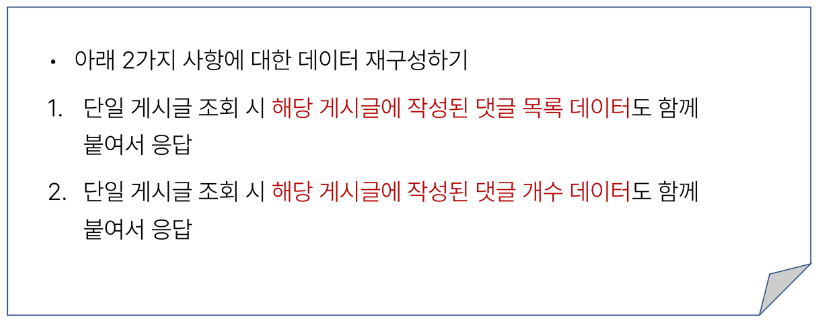 • 아래 2가지 사항에 대한 데이터 재구성하기
1. 단일 게시글 조회 시 해당 게시글에 작성된 댓글 목록 데이터도 함께
붙여서 응답
2. 단일 게시글 조회 시 해당 게시글에 작성된 댓글 개수 데이터도 함께
붙여서 응답